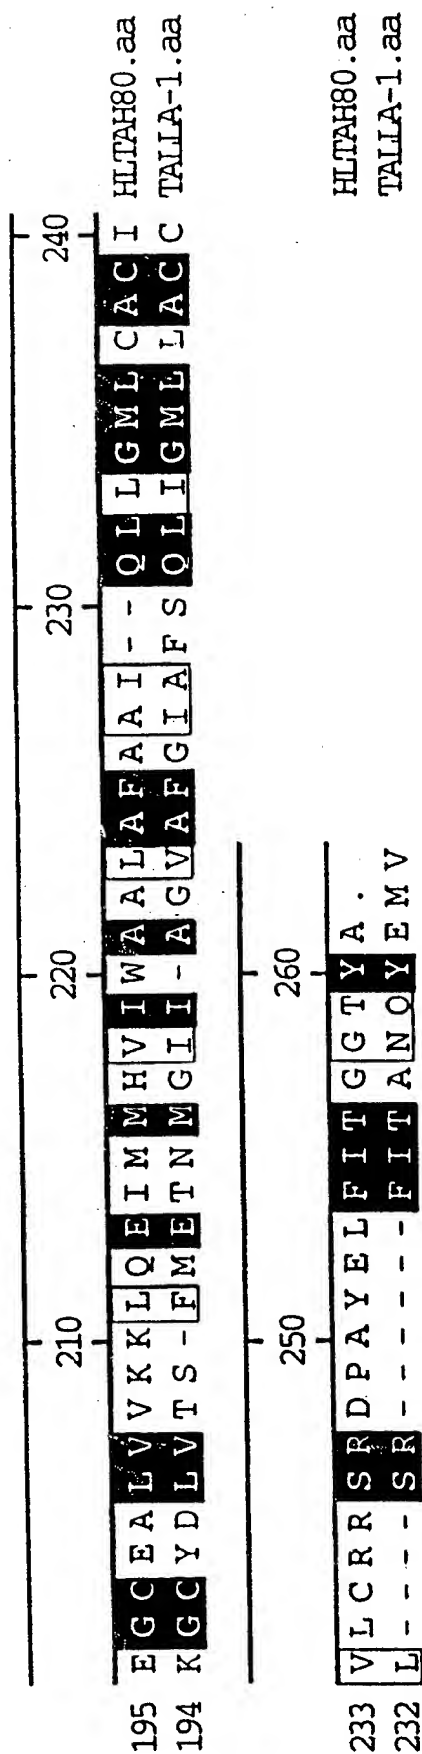 210 220 230 240
195 E G C E A L V V K K L Q E I M M H V I W A A L A F A A I - - Q L L G M L C A C I HLTAH80.aa
194 K G C Y D L V T S - F M E T N M G I I - A G V A F G I A F S Q L I G M L L A C C TALLA-1.aa
250 260
233 V L C R R S R D P A Y E L F I T G G T Y A . HLTAH80.aa
232 L - - - - S R - - - - - - F I T A N Q Y E M V TALLA-1.aa